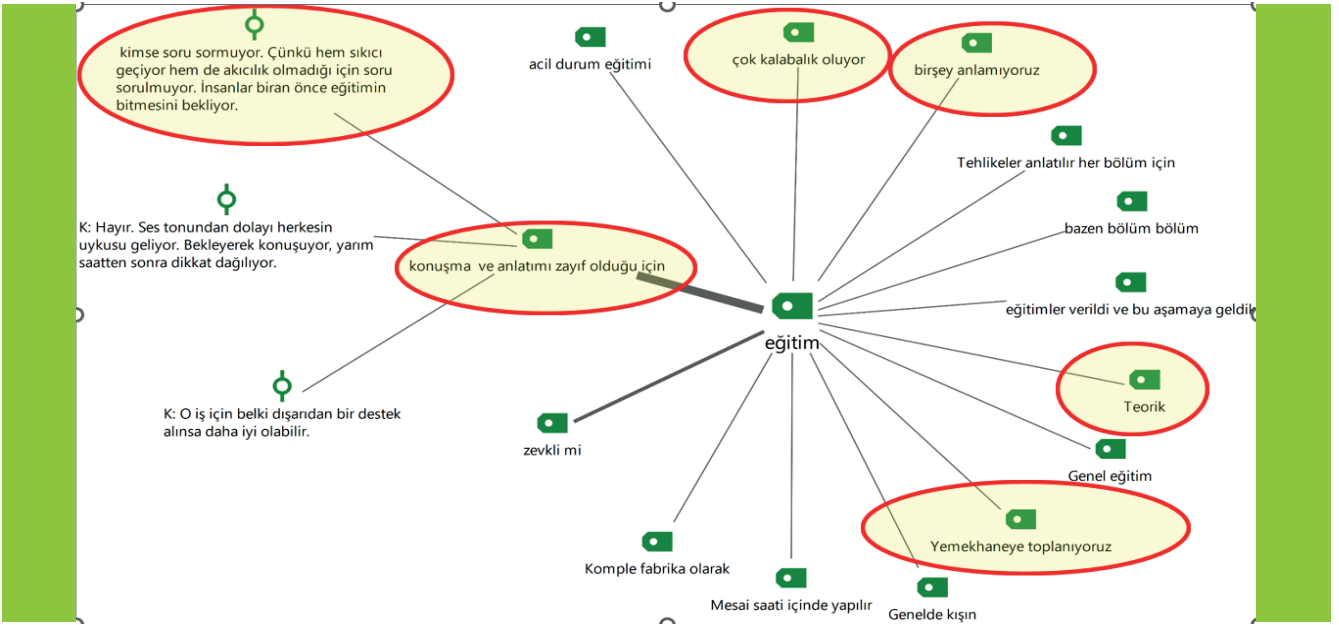 kimse soru sormuyor. Çünkü hem sıkıcı
geçiyor hem de akıcılık olmadığı için soru
sorulmuyor. İnsanlar biran önce eğitimin
bitmesini bekliyor.
acil durum eğitimi
çok kalabalık oluyor
birşey anlamıyoruz
Tehlikeler anlatılır her bölüm için
bazen bölüm bölüm
K: Hayır. Ses tonundan dolayı herkesin
uykusu geliyor. Bekleyerek konuşuyor, yarım
saatten sonra dikkat dağılıyor.
konuşma ve anlatımı zayıf olduğu için
eğitimler verildi ve bu aşamaya geldik
eğitim
Teorik
K: O iş için belki dışarıdan bir destek
alınsa daha iyi olabilir.
zevkli mi
Genel eğitim
Yemekhaneye toplanıyoruz
Komple fabrika olarak
Mesai saati içinde yapılır
Genelde kışın